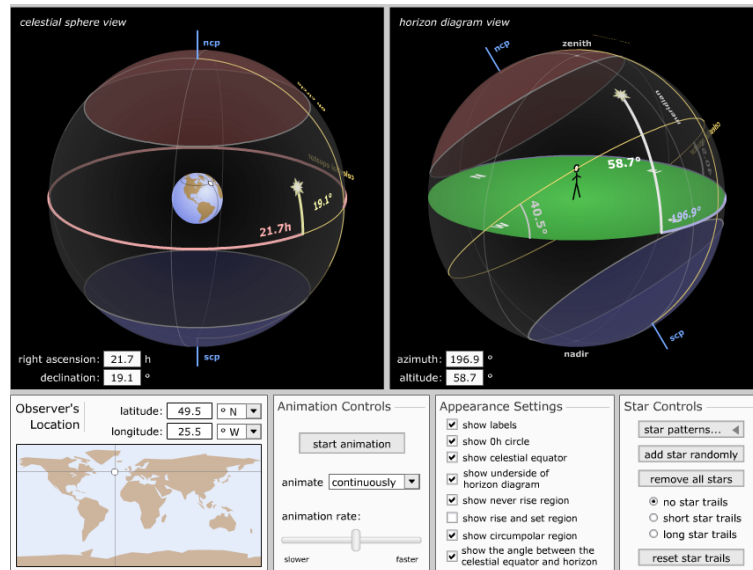 celestial sphere view
ncp
19.1°
21.7h
scp
right ascension: 21.7 h
declination: 19.1 °
horizon diagram view
zenith
ncp
meridian
58.7°
40.5°
196.9°
scp
nadir
azimuth: 196.9 °
altitude: 58.7 °
Observer's
Location
latitude: 49.5 ° N
longitude: 25.5 ° W
Animation Controls
start animation
animate continuously
animation rate:
slower faster
Appearance Settings
show labels
show 0h circle
show celestial equator
show underside of
horizon diagram
show never rise region
show rise and set region
show circumpolar region
show the angle between the
celestial equator and horizon
Star Controls
star patterns...
add star randomly
remove all stars
no star trails
short star trails
long star trails
reset star trails